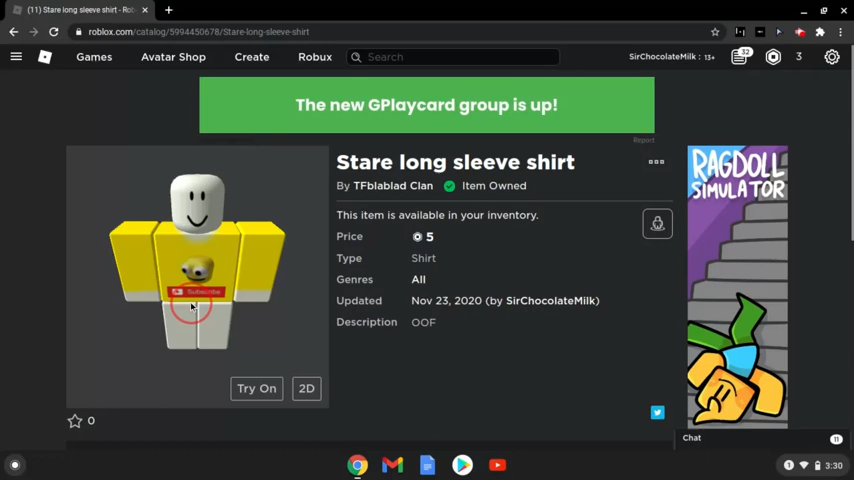 (11) Stare long sleeve shirt - Rob
roblox.com/catalog/5994450678/Stare-long-sleeve-shirt
Games
Avatar Shop
Create
Robux
Search
SirChocolateMilk : 13+
32
3
The new GPlaycard group is up!
Report
Stare long sleeve shirt
By TFblablad Clan
Item Owned
This item is available in your inventory.
Price
5
Type
Shirt
Genres
All
Updated
Nov 23, 2020 (by SirChocolateMilk)
Description
OOF
Subscribe
Try On
2D
0
RAGDOLL
SIMULATOR
Chat
11
1
3:30